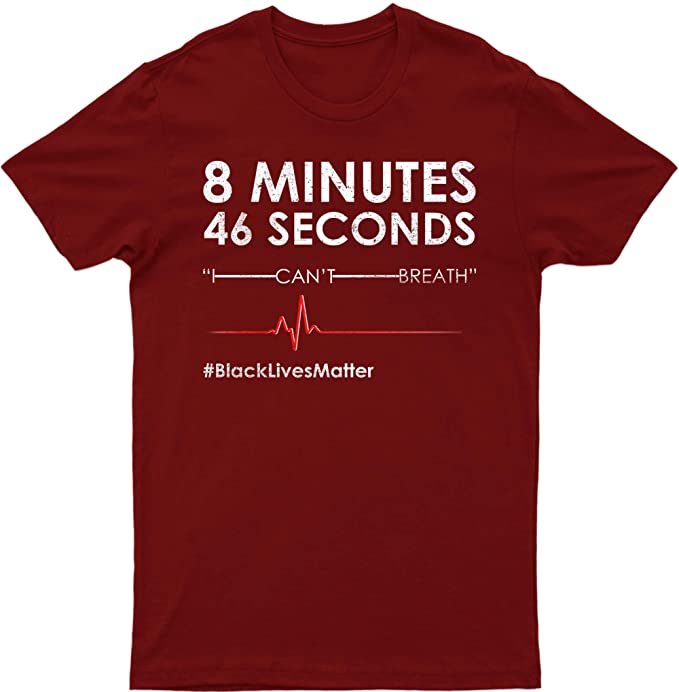 8 MINUTES
46 SECONDS
“I CAN’T BREATH”
#BlackLivesMatter